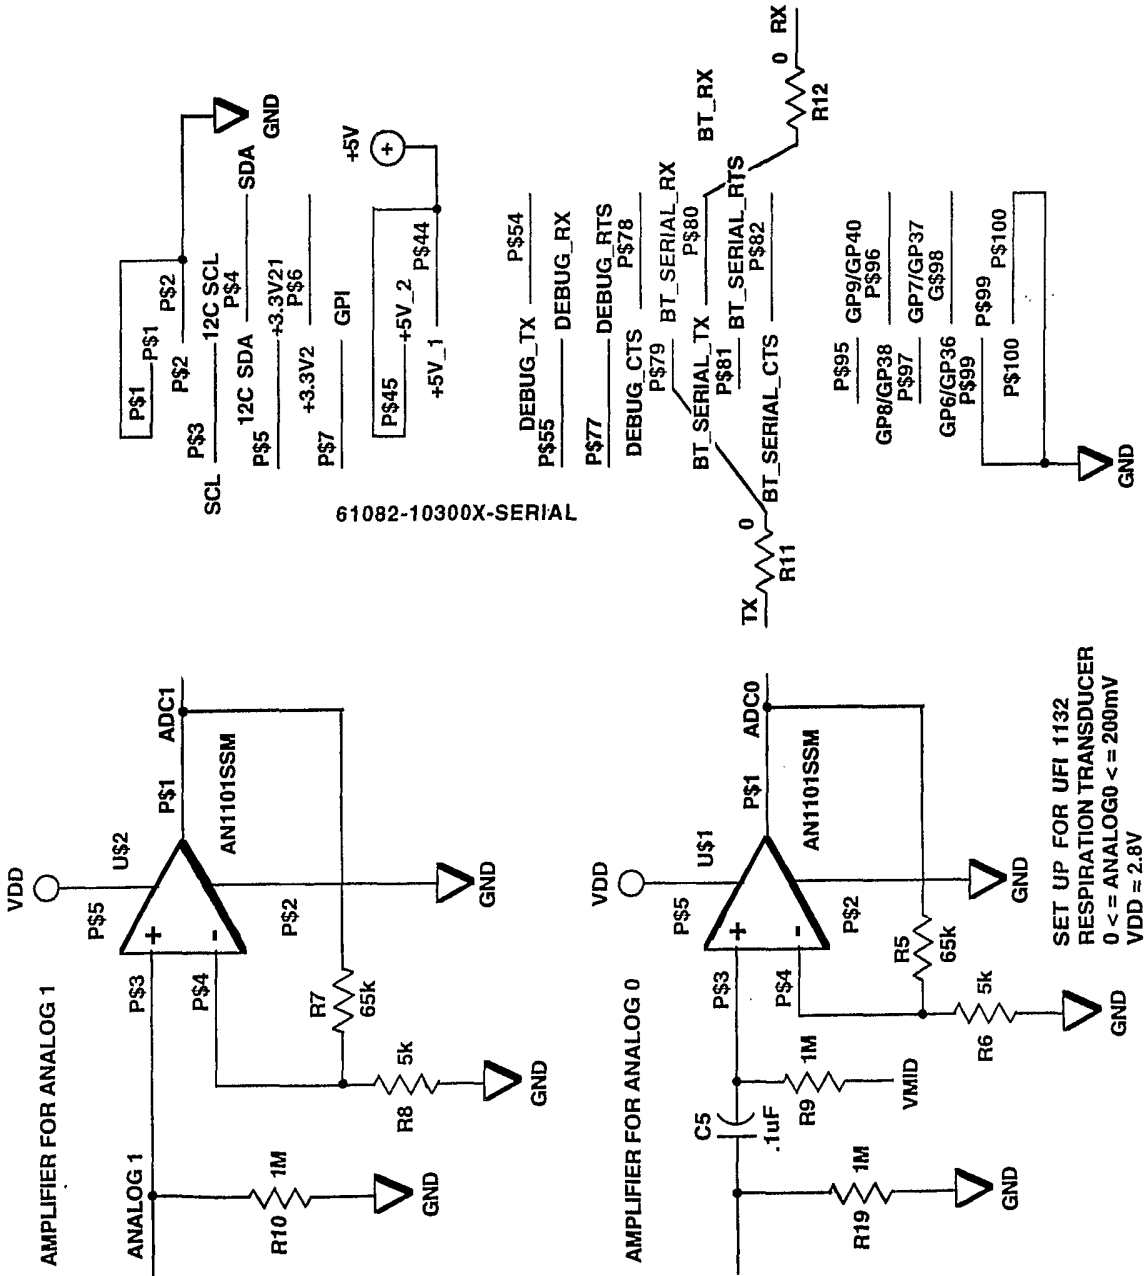 AMPLIFIER FOR ANALOG 1
VDD
P$5
U$2
P$3
P$4
P$2
P$1
ADC1
AN1101SSM
GND
R7
65k
R8
5k
GND
ANALOG 1
R10
1M
GND
AMPLIFIER FOR ANALOG 0
VDD
P$5
U$1
P$3
P$4
P$2
P$1
ADC0
AN1101SSM
GND
R5
65k
R6
5k
GND
C5
.1uF
R9
1M
VMID
R19
1M
GND
SET UP FOR UFI 1132
RESPIRATION TRANSDUCER
0 < = ANALOG0 < = 200mV
VDD = 2.8V
61082-10300X-SERIAL
P$1
P$1
P$2
P$2
GND
SCL
P$3
12C SCL
12C SDA
P$4
SDA
P$5
+3.3V21
+3.3V2
P$6
P$7
GPI
+5V
+
P$45
+5V_2
+5V_1
P$44
DEBUG_TX
P$54
P$55
DEBUG_RX
P$77
DEBUG_RTS
DEBUG_CTS
P$78
P$79
BT_SERIAL_RX
BT_SERIAL_TX
P$80
P$81
BT_SERIAL_RTS
BT_SERIAL_CTS
P$82
TX
R11
0
BT_RX
R12
0
RX
P$95
GP9/GP40
GP8/GP38
P$96
P$97
GP7/GP37
GP6/GP36
G$98
P$99
P$99
P$100
P$100
GND